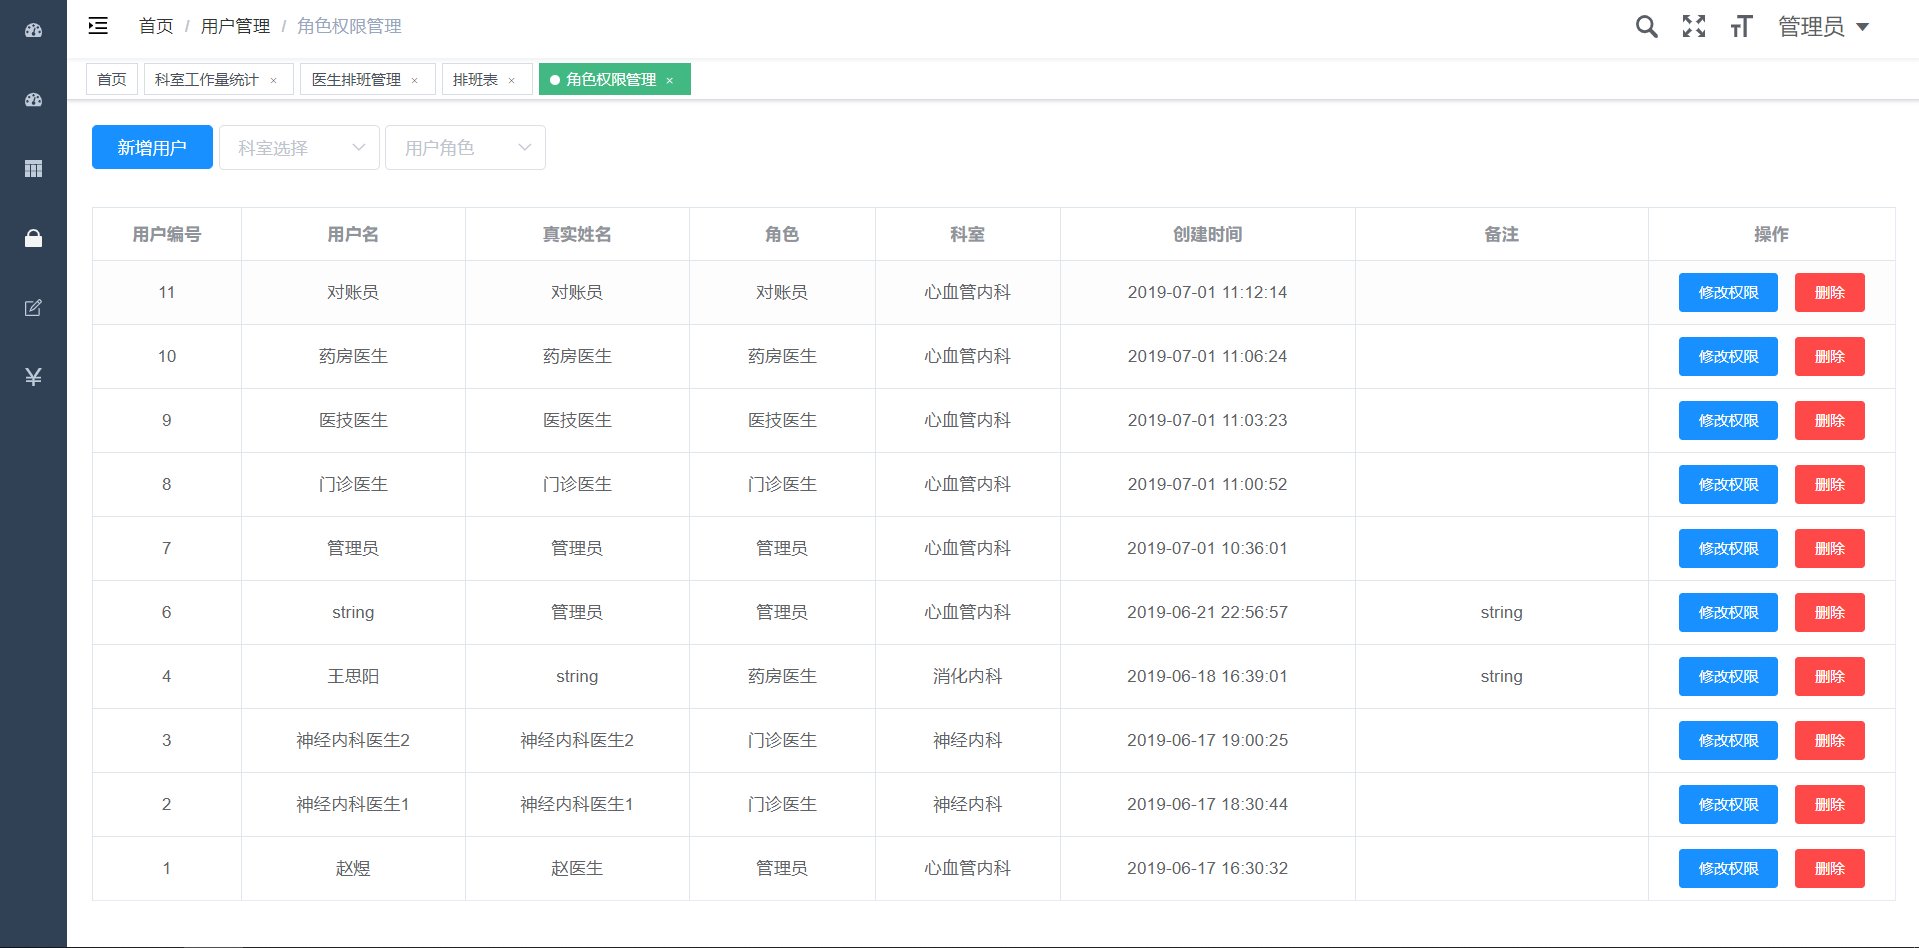 首页 / 用户管理 / 角色权限管理 管理员
首页 科室工作量统计 × 医生排班管理 × 排班表 × 角色权限管理 ×
新增用户 科室选择 用户角色
用户编号 用户名 真实姓名 角色 科室 创建时间 备注 操作
11 对账员 对账员 对账员 心血管内科 2019-07-01 11:12:14 修改权限 删除
10 药房医生 药房医生 药房医生 心血管内科 2019-07-01 11:06:24 修改权限 删除
9 医技医生 医技医生 医技医生 心血管内科 2019-07-01 11:03:23 修改权限 删除
8 门诊医生 门诊医生 门诊医生 心血管内科 2019-07-01 11:00:52 修改权限 删除
7 管理员 管理员 管理员 心血管内科 2019-07-01 10:36:01 修改权限 删除
6 string 管理员 管理员 心血管内科 2019-06-21 22:56:57 string 修改权限 删除
4 王思阳 string 药房医生 消化内科 2019-06-18 16:39:01 string 修改权限 删除
3 神经内科医生2 神经内科医生2 门诊医生 神经内科 2019-06-17 19:00:25 修改权限 删除
2 神经内科医生1 神经内科医生1 门诊医生 神经内科 2019-06-17 18:30:44 修改权限 删除
1 赵煜 赵医生 管理员 心血管内科 2019-06-17 16:30:32 修改权限 删除